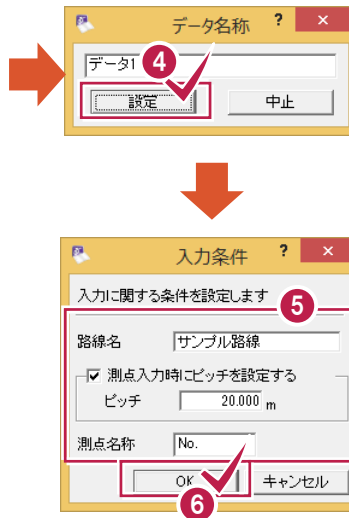 データ名称 ? ×
データ1
4
設定 中止
入力条件 ? ×
入力に関する条件を設定します
5
路線名 サンプル路線
測点入力時にピッチを設定する
ピッチ 20.000 m
測点名称 No.
OK キャンセル
6